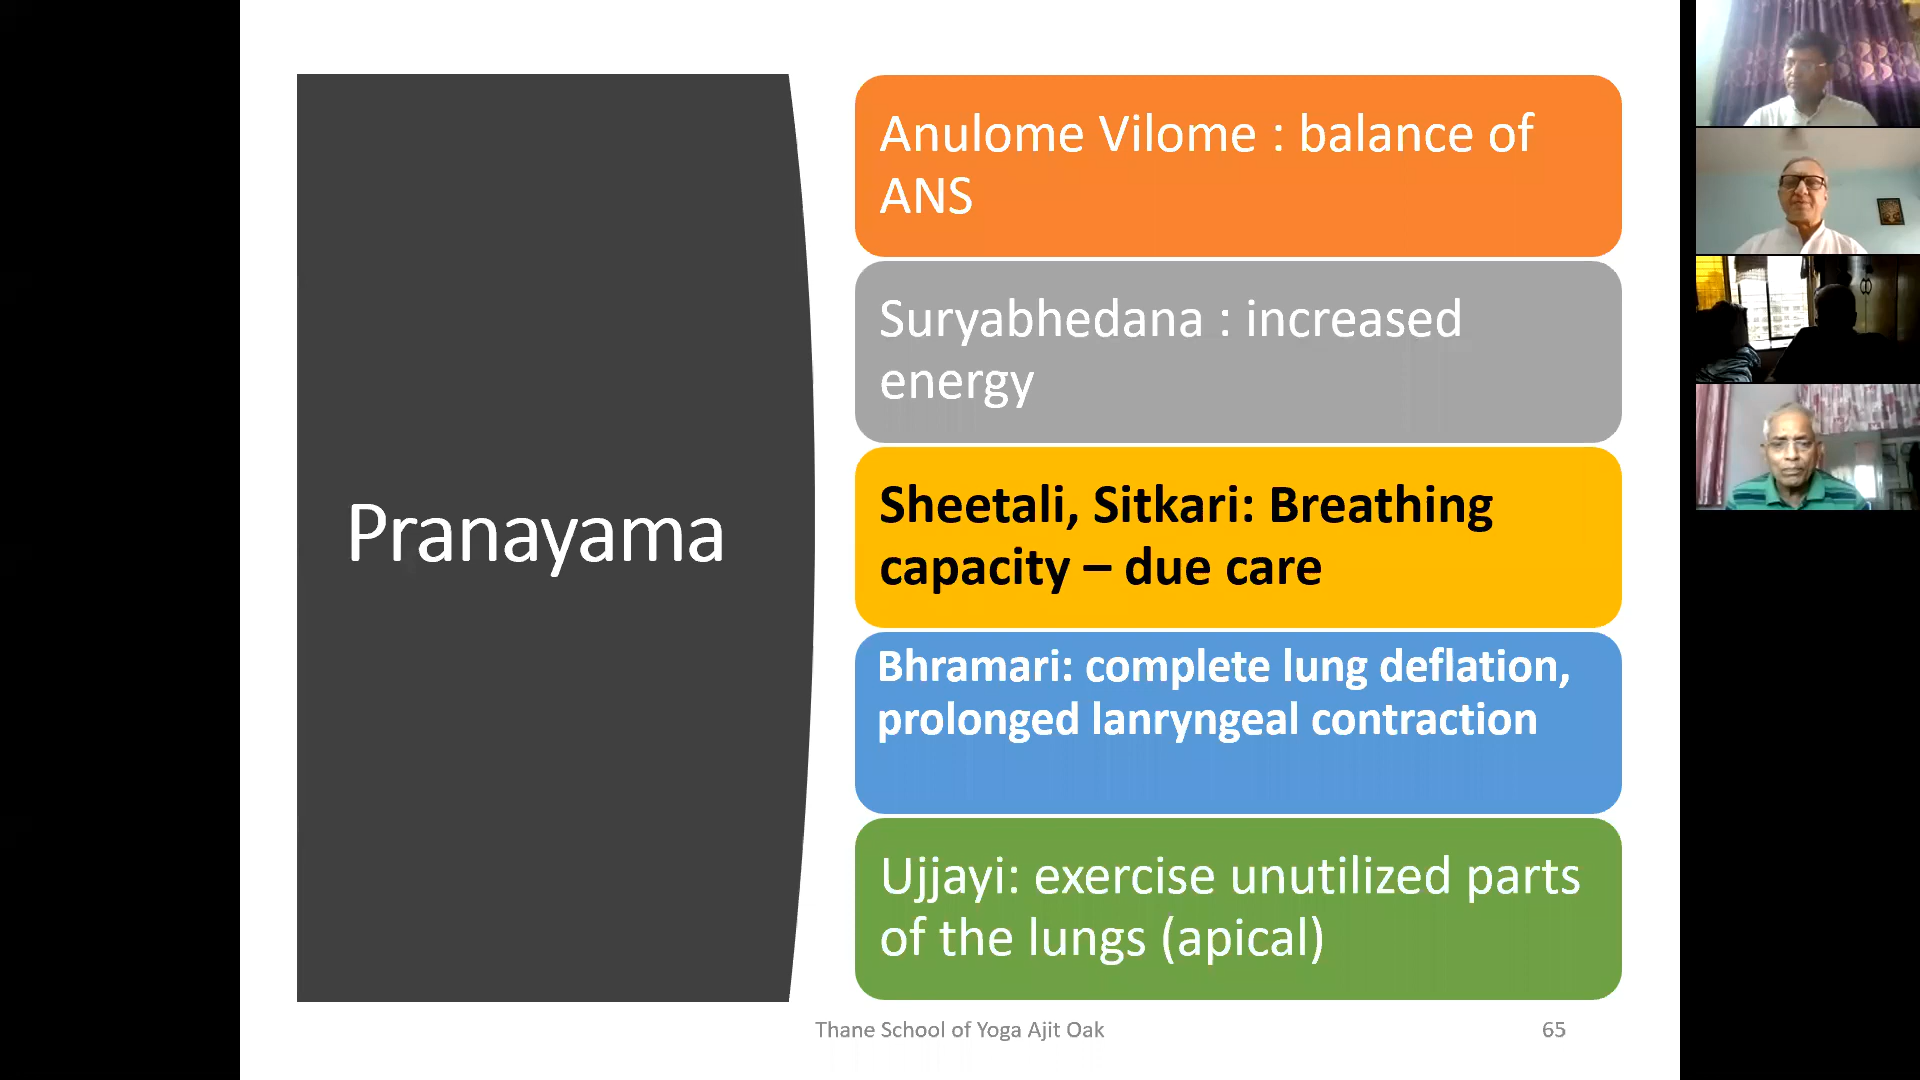 Pranayama
Anulome Vilome : balance of
ANS
Suryabhedana : increased
energy
Sheetali, Sitkari: Breathing
capacity – due care
Bhramari: complete lung deflation,
prolonged lanryngeal contraction
Ujjayi: exercise unutilized parts
of the lungs (apical)
Thane School of Yoga Ajit Oak
65